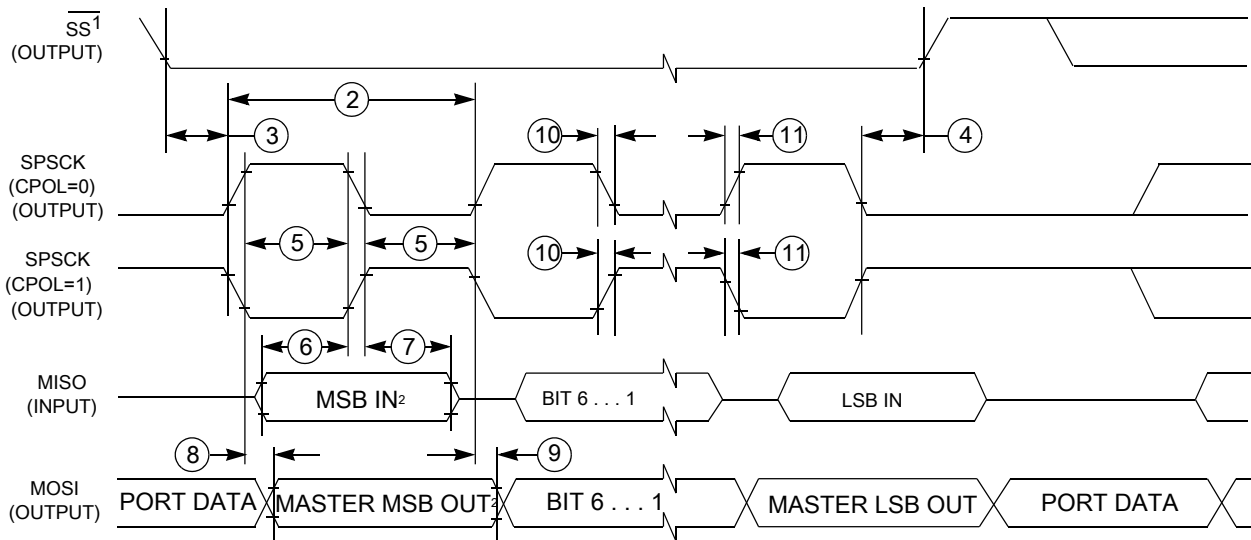 SS¹
(OUTPUT)
2
3
10
11
4
SPSCK
(CPOL=0)
(OUTPUT)
5
5
SPSCK
(CPOL=1)
(OUTPUT)
10
11
6
7
MISO
(INPUT)
MSB IN²
BIT 6 . . . 1
LSB IN
8
9
MOSI
(OUTPUT)
PORT DATA
MASTER MSB OUT²
BIT 6 . . . 1
MASTER LSB OUT
PORT DATA